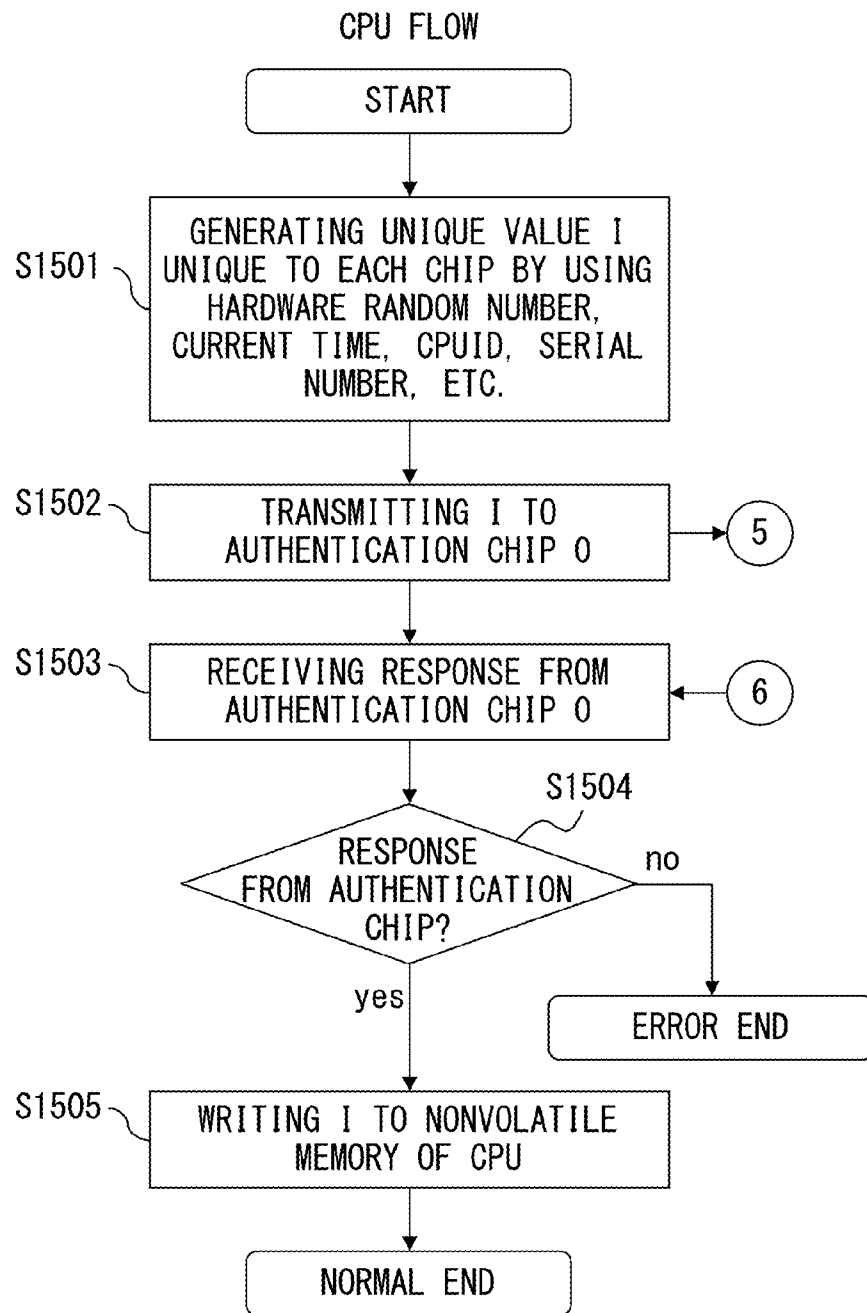 CPU FLOW
START
S1501
GENERATING UNIQUE VALUE I
UNIQUE TO EACH CHIP BY USING
HARDWARE RANDOM NUMBER,
CURRENT TIME, CPUID, SERIAL
NUMBER, ETC.
S1502
TRANSMITTING I TO
AUTHENTICATION CHIP 0
5
S1503
RECEIVING RESPONSE FROM
AUTHENTICATION CHIP 0
6
S1504
RESPONSE
FROM AUTHENTICATION
CHIP?
no
yes
ERROR END
S1505
WRITING I TO NONVOLATILE
MEMORY OF CPU
NORMAL END